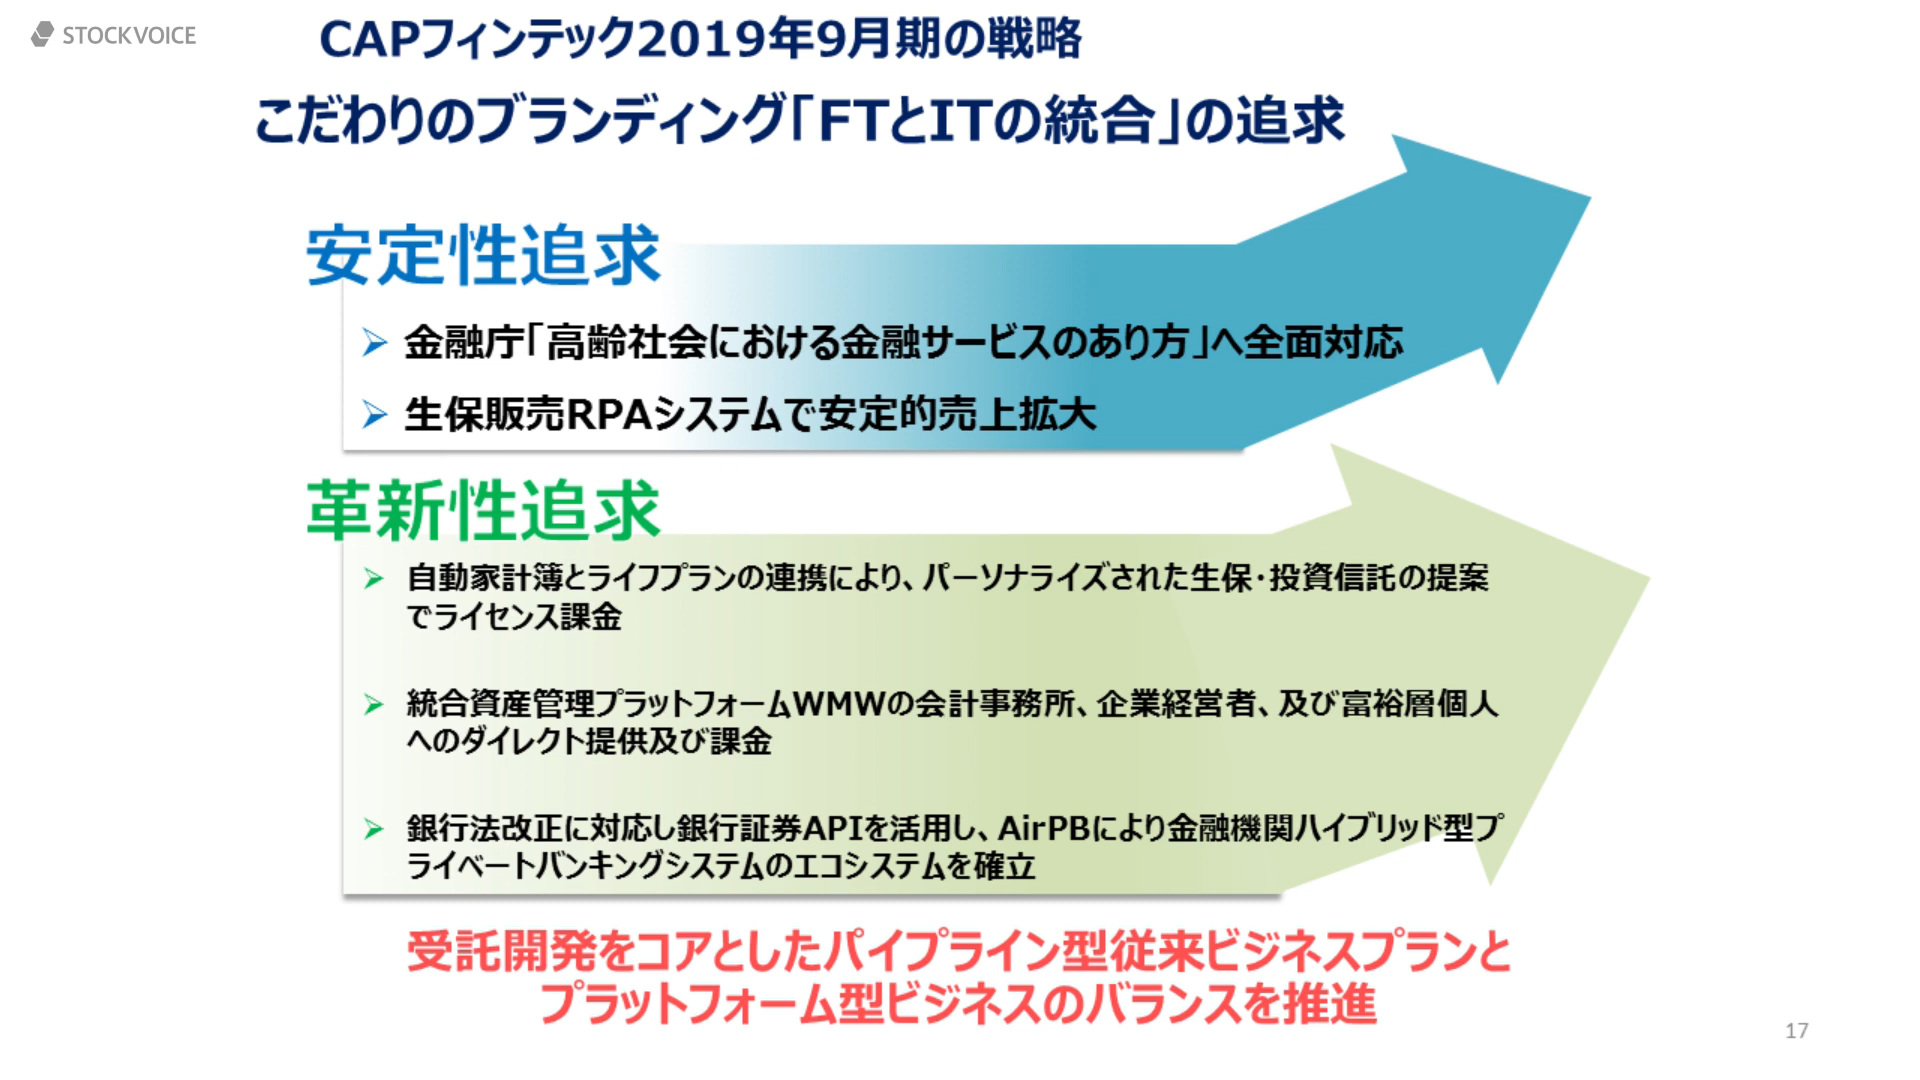 STOCKVOICE
CAPフィンテック2019年9月期の戦略
こだわりのブランディング「FTとITの統合」の追求
安定性追求
金融庁「高齢社会における金融サービスのあり方」へ全面対応
生保販売RPAシステムで安定的売上拡大
革新性追求
自動家計簿とライフプランの連携により、パーソナライズされた生保・投資信託の提案
でライセンス課金
統合資産管理プラットフォームWMWの会計事務所、企業経営者、及び富裕層個人
へのダイレクト提供及び課金
銀行法改正に対応し銀行証券APIを活用し、AirPBにより金融機関ハイブリッド型プ
ライベートバンキングシステムのエコシステムを確立
受託開発をコアとしたパイプライン型従来ビジネスプランと
プラットフォーム型ビジネスのバランスを推進
17